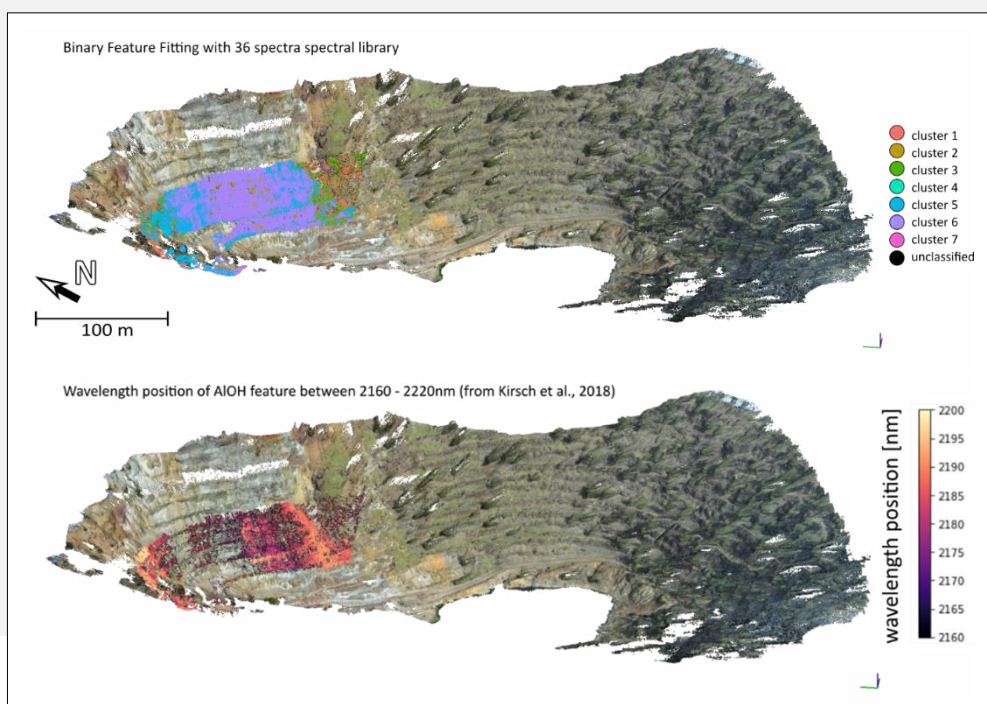 Binary Feature Fitting with 36 spectra spectral library
cluster 1
cluster 2
cluster 3
cluster 4
cluster 5
cluster 6
cluster 7
unclassified
N
100 m
Wavelength position of AlOH feature between 2160 - 2220nm (from Kirsch et al., 2018)
wavelength position [nm]
2200
2195
2190
2185
2180
2175
2170
2165
2160